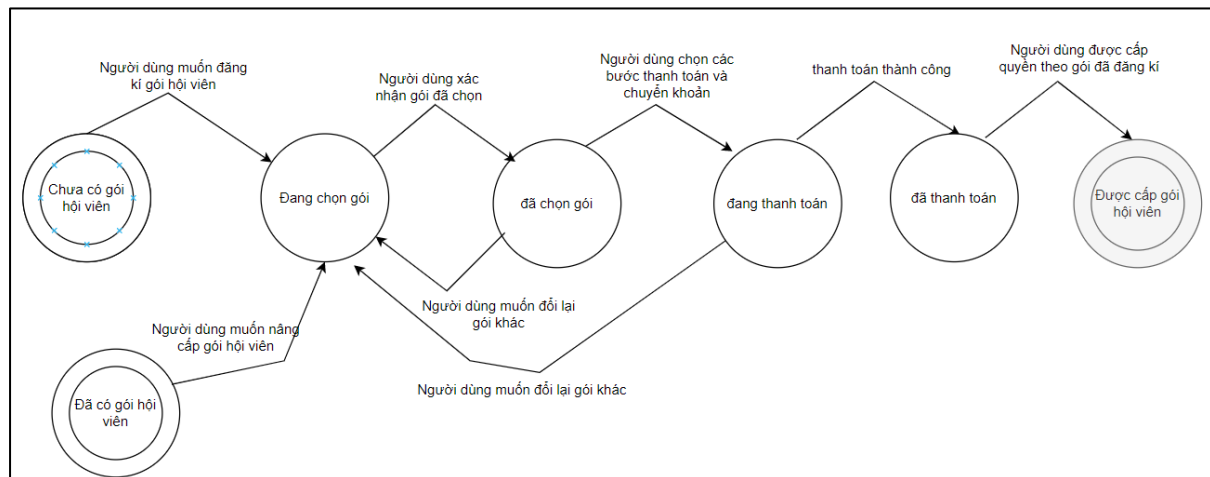 Người dùng muốn đăng
kí gói hội viên
Người dùng xác
nhận gói đã chọn
Người dùng chọn các
bước thanh toán và
chuyển khoản
thanh toán thành công
Người dùng được cấp
quyền theo gói đã đăng kí
Chưa có gói
hội viên
Đang chọn gói
đã chọn gói
đang thanh toán
đã thanh toán
Được cấp gói
hội viên
Người dùng muốn đổi lại
gói khác
Người dùng muốn nâng
cấp gói hội viên
Người dùng muốn đổi lại gói khác
Đã có gói hội
viên